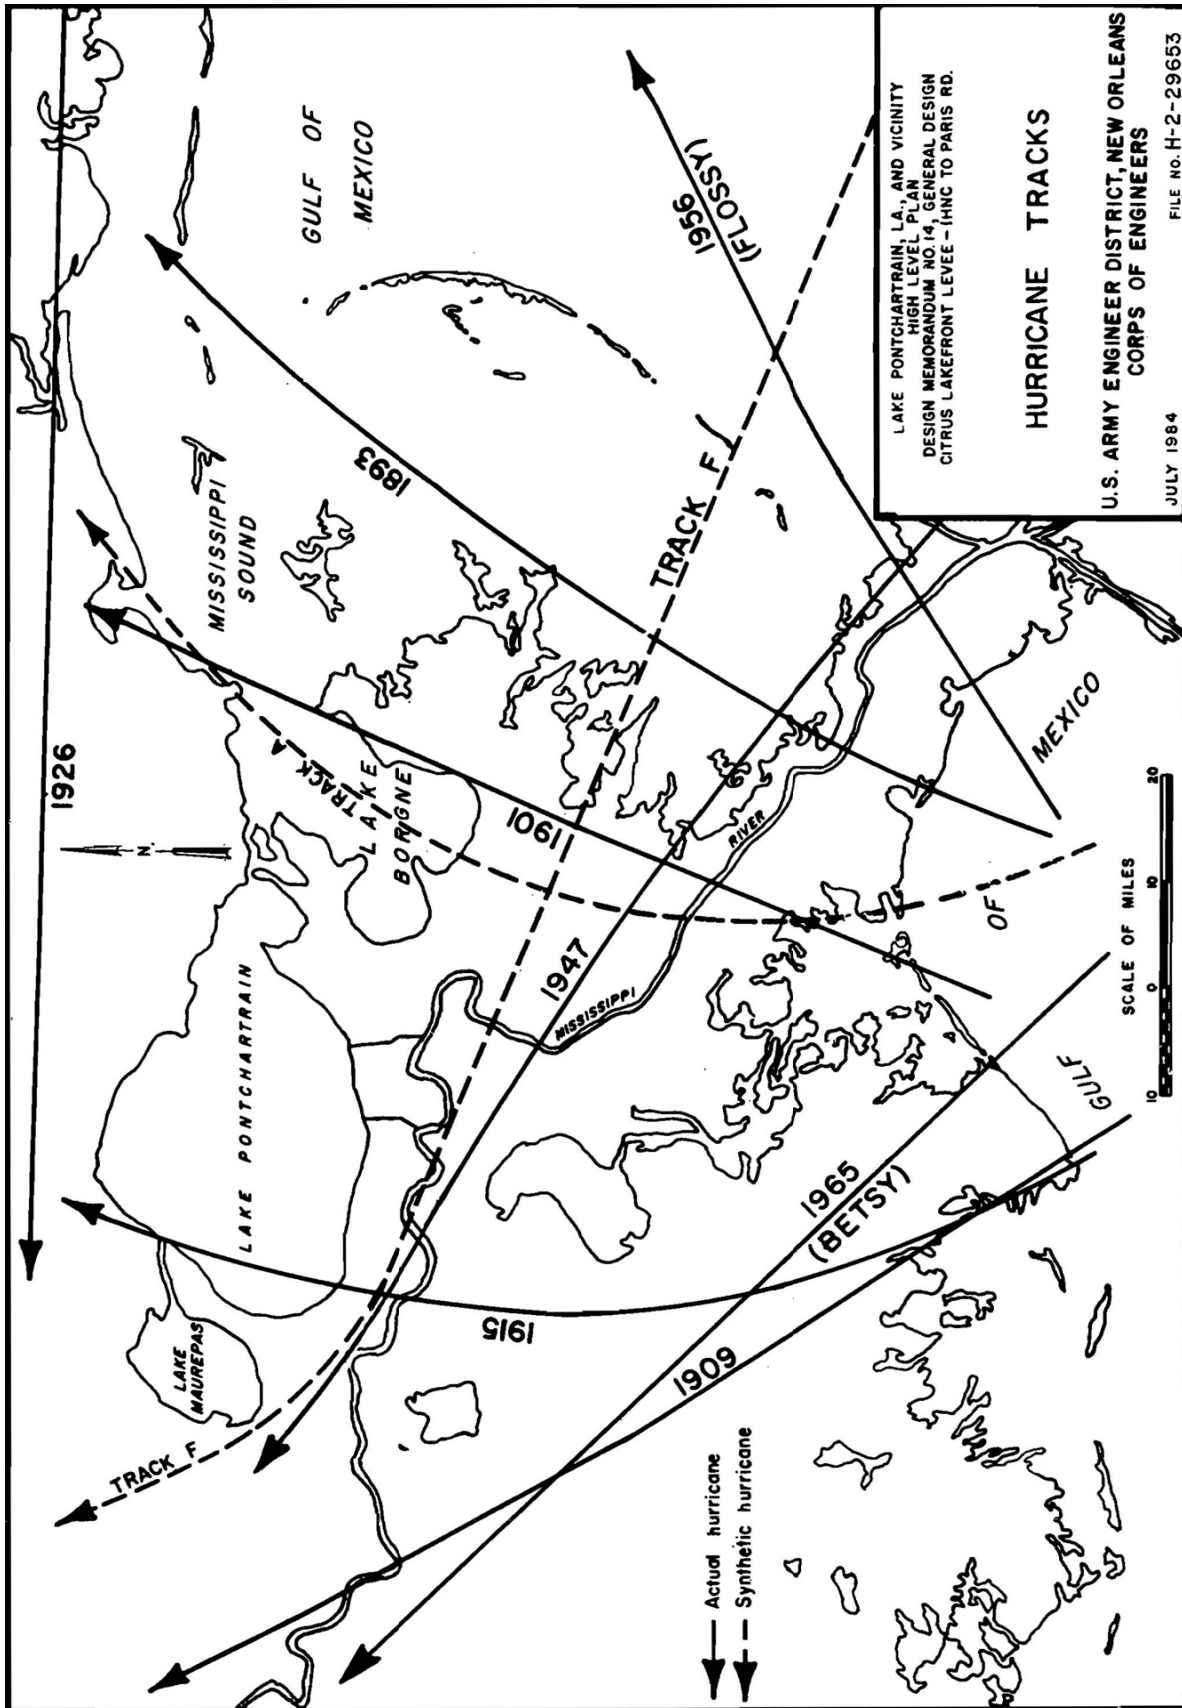 1926
GULF OF
MEXICO
MISSISSIPPI
SOUND
1893
1901
TRACK A
LAKE
BORGNE
N.
LAKE PONTCHARTRAIN
LAKE
MAUREPAS
TRACK F
TRACK F
1956
(FLOSSY)
1947
MISSISSIPPI
RIVER
1915
1909
1965
(BETSY)
GULF
OF
MEXICO
Actual hurricane
Synthetic hurricane
10 0 10 20
SCALE OF MILES
LAKE PONTCHARTRAIN, LA., AND VICINITY
HIGH LEVEL PLAN
DESIGN MEMORANDUM NO. 14, GENERAL DESIGN
CITRUS LAKEFRONT LEVEE - IHNC TO PARIS RD.
HURRICANE TRACKS
U.S. ARMY ENGINEER DISTRICT, NEW ORLEANS
CORPS OF ENGINEERS
JULY 1984
FILE NO. H-2-29653